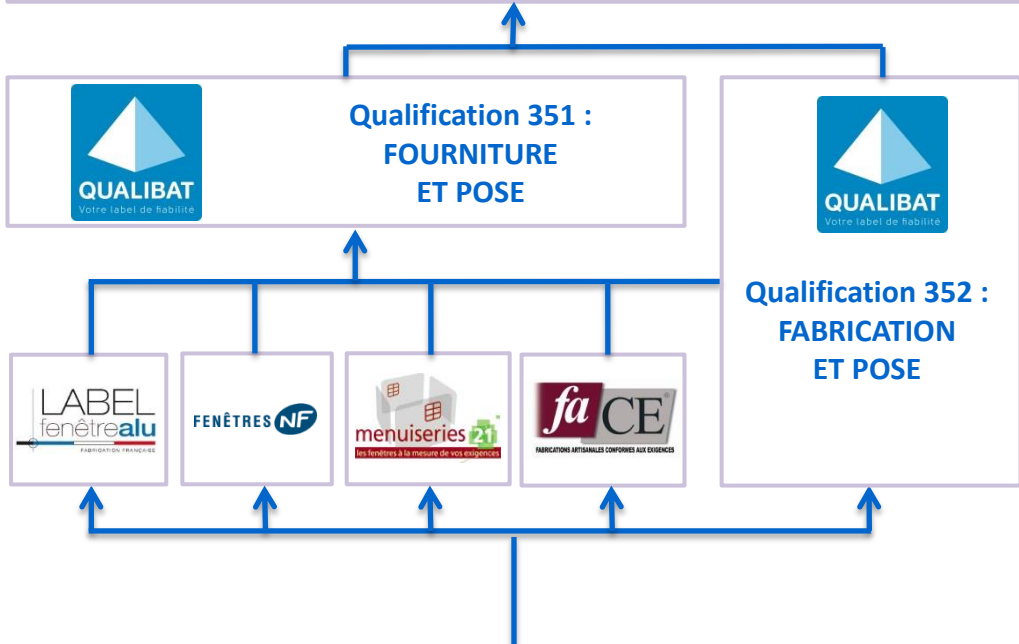 QUALIBAT
Votre label de fiabilité
Qualification 351 :
FOURNITURE
ET POSE
QUALIBAT
Votre label de fiabilité
Qualification 352 :
FABRICATION
ET POSE
LABEL
fenêtrealu
FABRICATION FRANÇAISE
FENÊTRES NF
menuiseries 21
les fenêtres à la mesure de vos exigences
fa CE
FABRICATIONS ARTISANALES CONFORMES AUX EXIGENCES